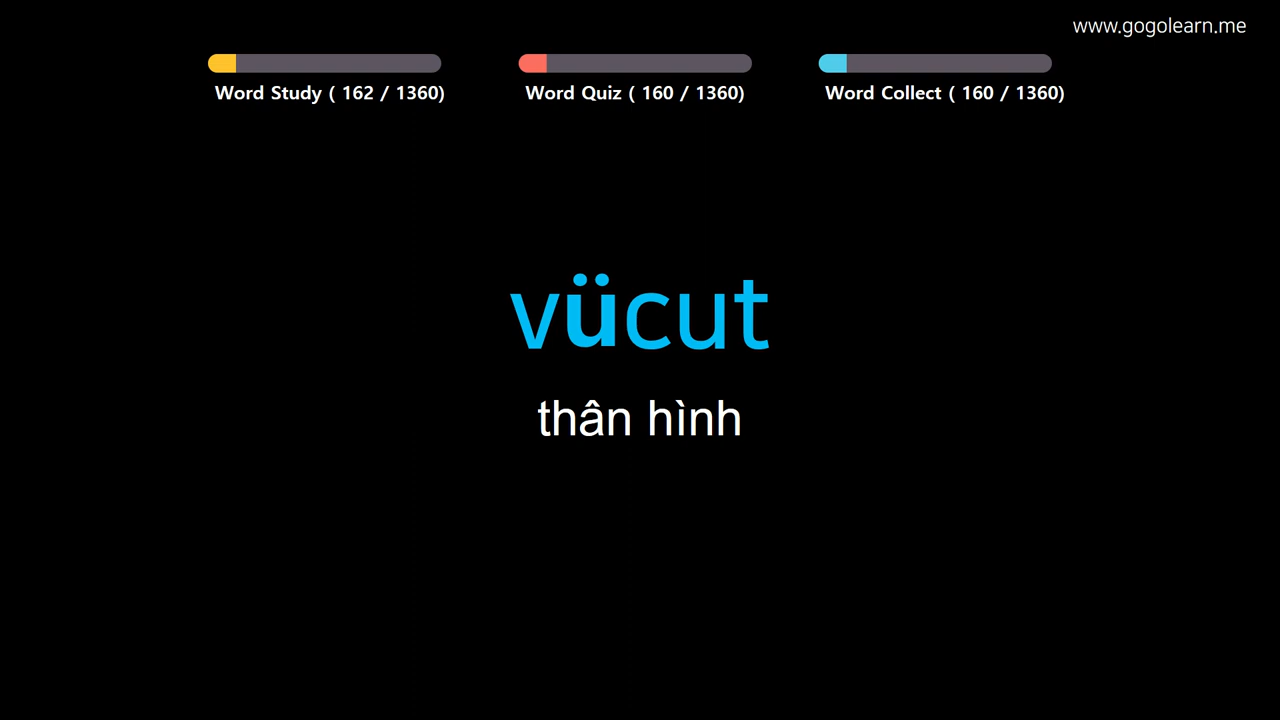 www.gogolearn.me
Word Study ( 162 / 1360)
Word Quiz ( 160 / 1360)
Word Collect ( 160 / 1360)
vücut
thân hình